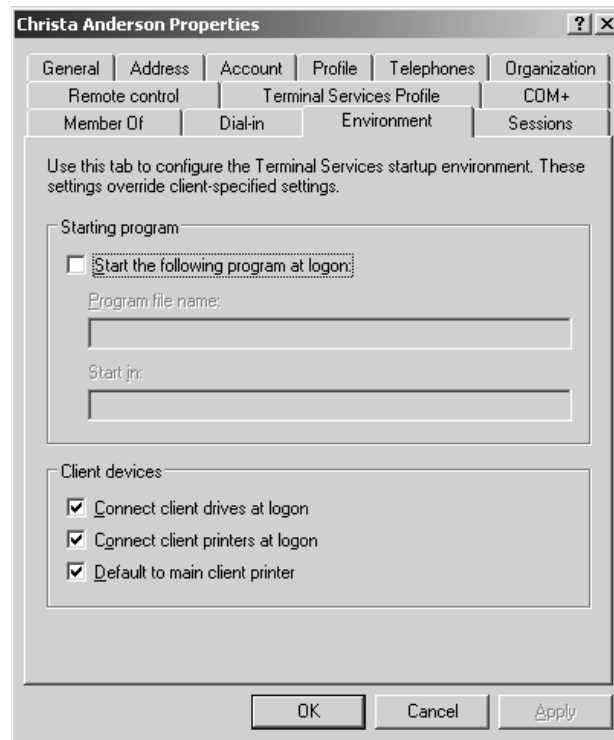 Christa Anderson Properties
General Address Account Profile Telephones Organization
Remote control Terminal Services Profile COM+
Member Of Dial-in Environment Sessions
Use this tab to configure the Terminal Services startup environment. These
settings override client-specified settings.
Starting program
Start the following program at logon:
Program file name:
Start in:
Client devices
Connect client drives at logon
Connect client printers at logon
Default to main client printer
OK Cancel Apply